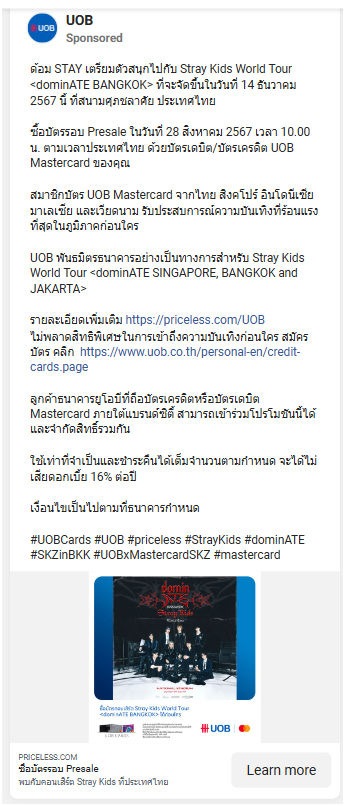 UOB
UOB
Sponsored
ด้อม STAY เตรียมตัวสนุกไปกับ Stray Kids World Tour
<dominATE BANGKOK> ที่จะจัดขึ้นในวันที่ 14 ธันวาคม
2567 นี้ ที่สนามศุภชลาศัย ประเทศไทย
ซื้อบัตรรอบ Presale ในวันที่ 28 สิงหาคม 2567 เวลา 10.00
น. ตามเวลาประเทศไทย ด้วยบัตรเดบิต/บัตรเครดิต UOB
Mastercard ของคุณ
สมาชิกบัตร UOB Mastercard จากไทย สิงคโปร์ อินโดนีเซีย
มาเลเซีย และเวียดนาม รับประสบการณ์ความบันเทิงที่ร้อนแรง
ที่สุดในภูมิภาคก่อนใคร
UOB พันธมิตรธนาคารอย่างเป็นทางการสำหรับ Stray Kids
World Tour <dominATE SINGAPORE, BANGKOK and
JAKARTA>
รายละเอียดเพิ่มเติม https://priceless.com/UOB
ไม่พลาดสิทธิพิเศษในการเข้าถึงความบันเทิงก่อนใคร สมัคร
บัตร คลิก https://www.uob.co.th/personal-en/credit-
cards.page
ลูกค้าธนาคารยูโอบีที่ถือบัตรเครดิตหรือบัตรเดบิต
Mastercard ภายใต้แบรนด์ซิตี้ สามารถเข้าร่วมโปรโมชันนี้ได้
และจำกัดสิทธิ์รวมกัน
ใช้เท่าที่จำเป็นและชำระคืนได้เต็มจำนวนตามกำหนด จะได้ไม่
เสียดอกเบี้ย 16% ต่อปี
เงื่อนไขเป็นไปตามที่ธนาคารกำหนด
#UOBCards #UOB #priceless #StrayKids #dominATE
#SKZinBKK #UOBxMastercardSKZ #mastercard
domin
ATE
Stray Kids
ซื้อบัตรคอนเสิร์ต Stray Kids World Tour
<dominATE BANGKOK> ได้ก่อนใคร
UOB CARDS
UOB
PRICELESS.COM
ซื้อบัตรรอบ Presale
พบกับคอนเสิร์ต Stray Kids ที่ประเทศไทย
Learn more